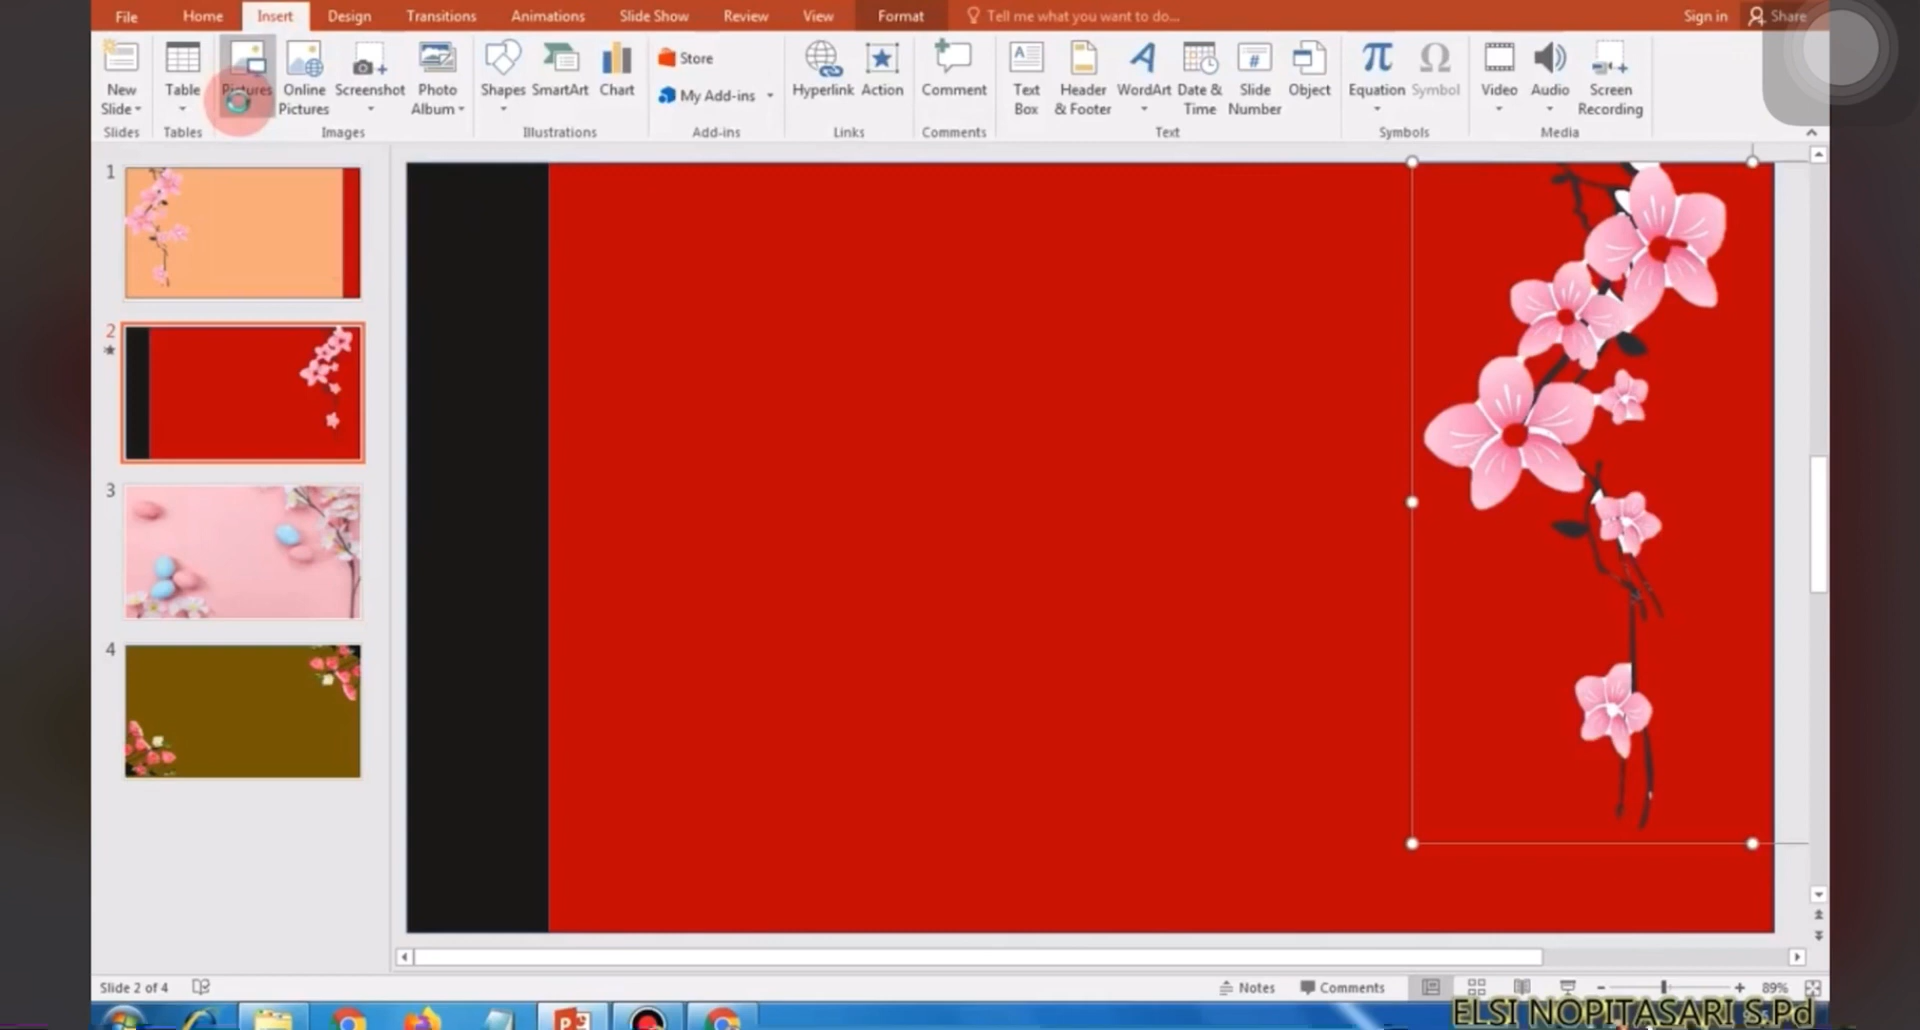 File Home Insert Design Transitions Animations Slide Show Review View Format Tell me what you want to do... Sign in Share
New Slide Table Pictures Online Pictures Screenshot Photo Album Shapes SmartArt Chart Store My Add-ins Hyperlink Action Comment Text Box Header & Footer WordArt Date & Time Slide Number Object Equation Symbol Video Audio Screen Recording
Slides Tables Images Illustrations Add-ins Links Comments Text Symbols Media
1
2
3
4
Slide 2 of 4 Notes Comments 89%
ELSI NOPITASARI S.Pd